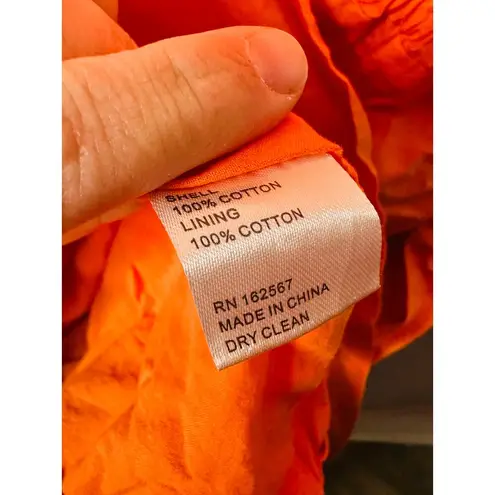 SHELL
100% COTTON
LINING
100% COTTON
RN 162567
MADE IN CHINA
DRY CLEAN